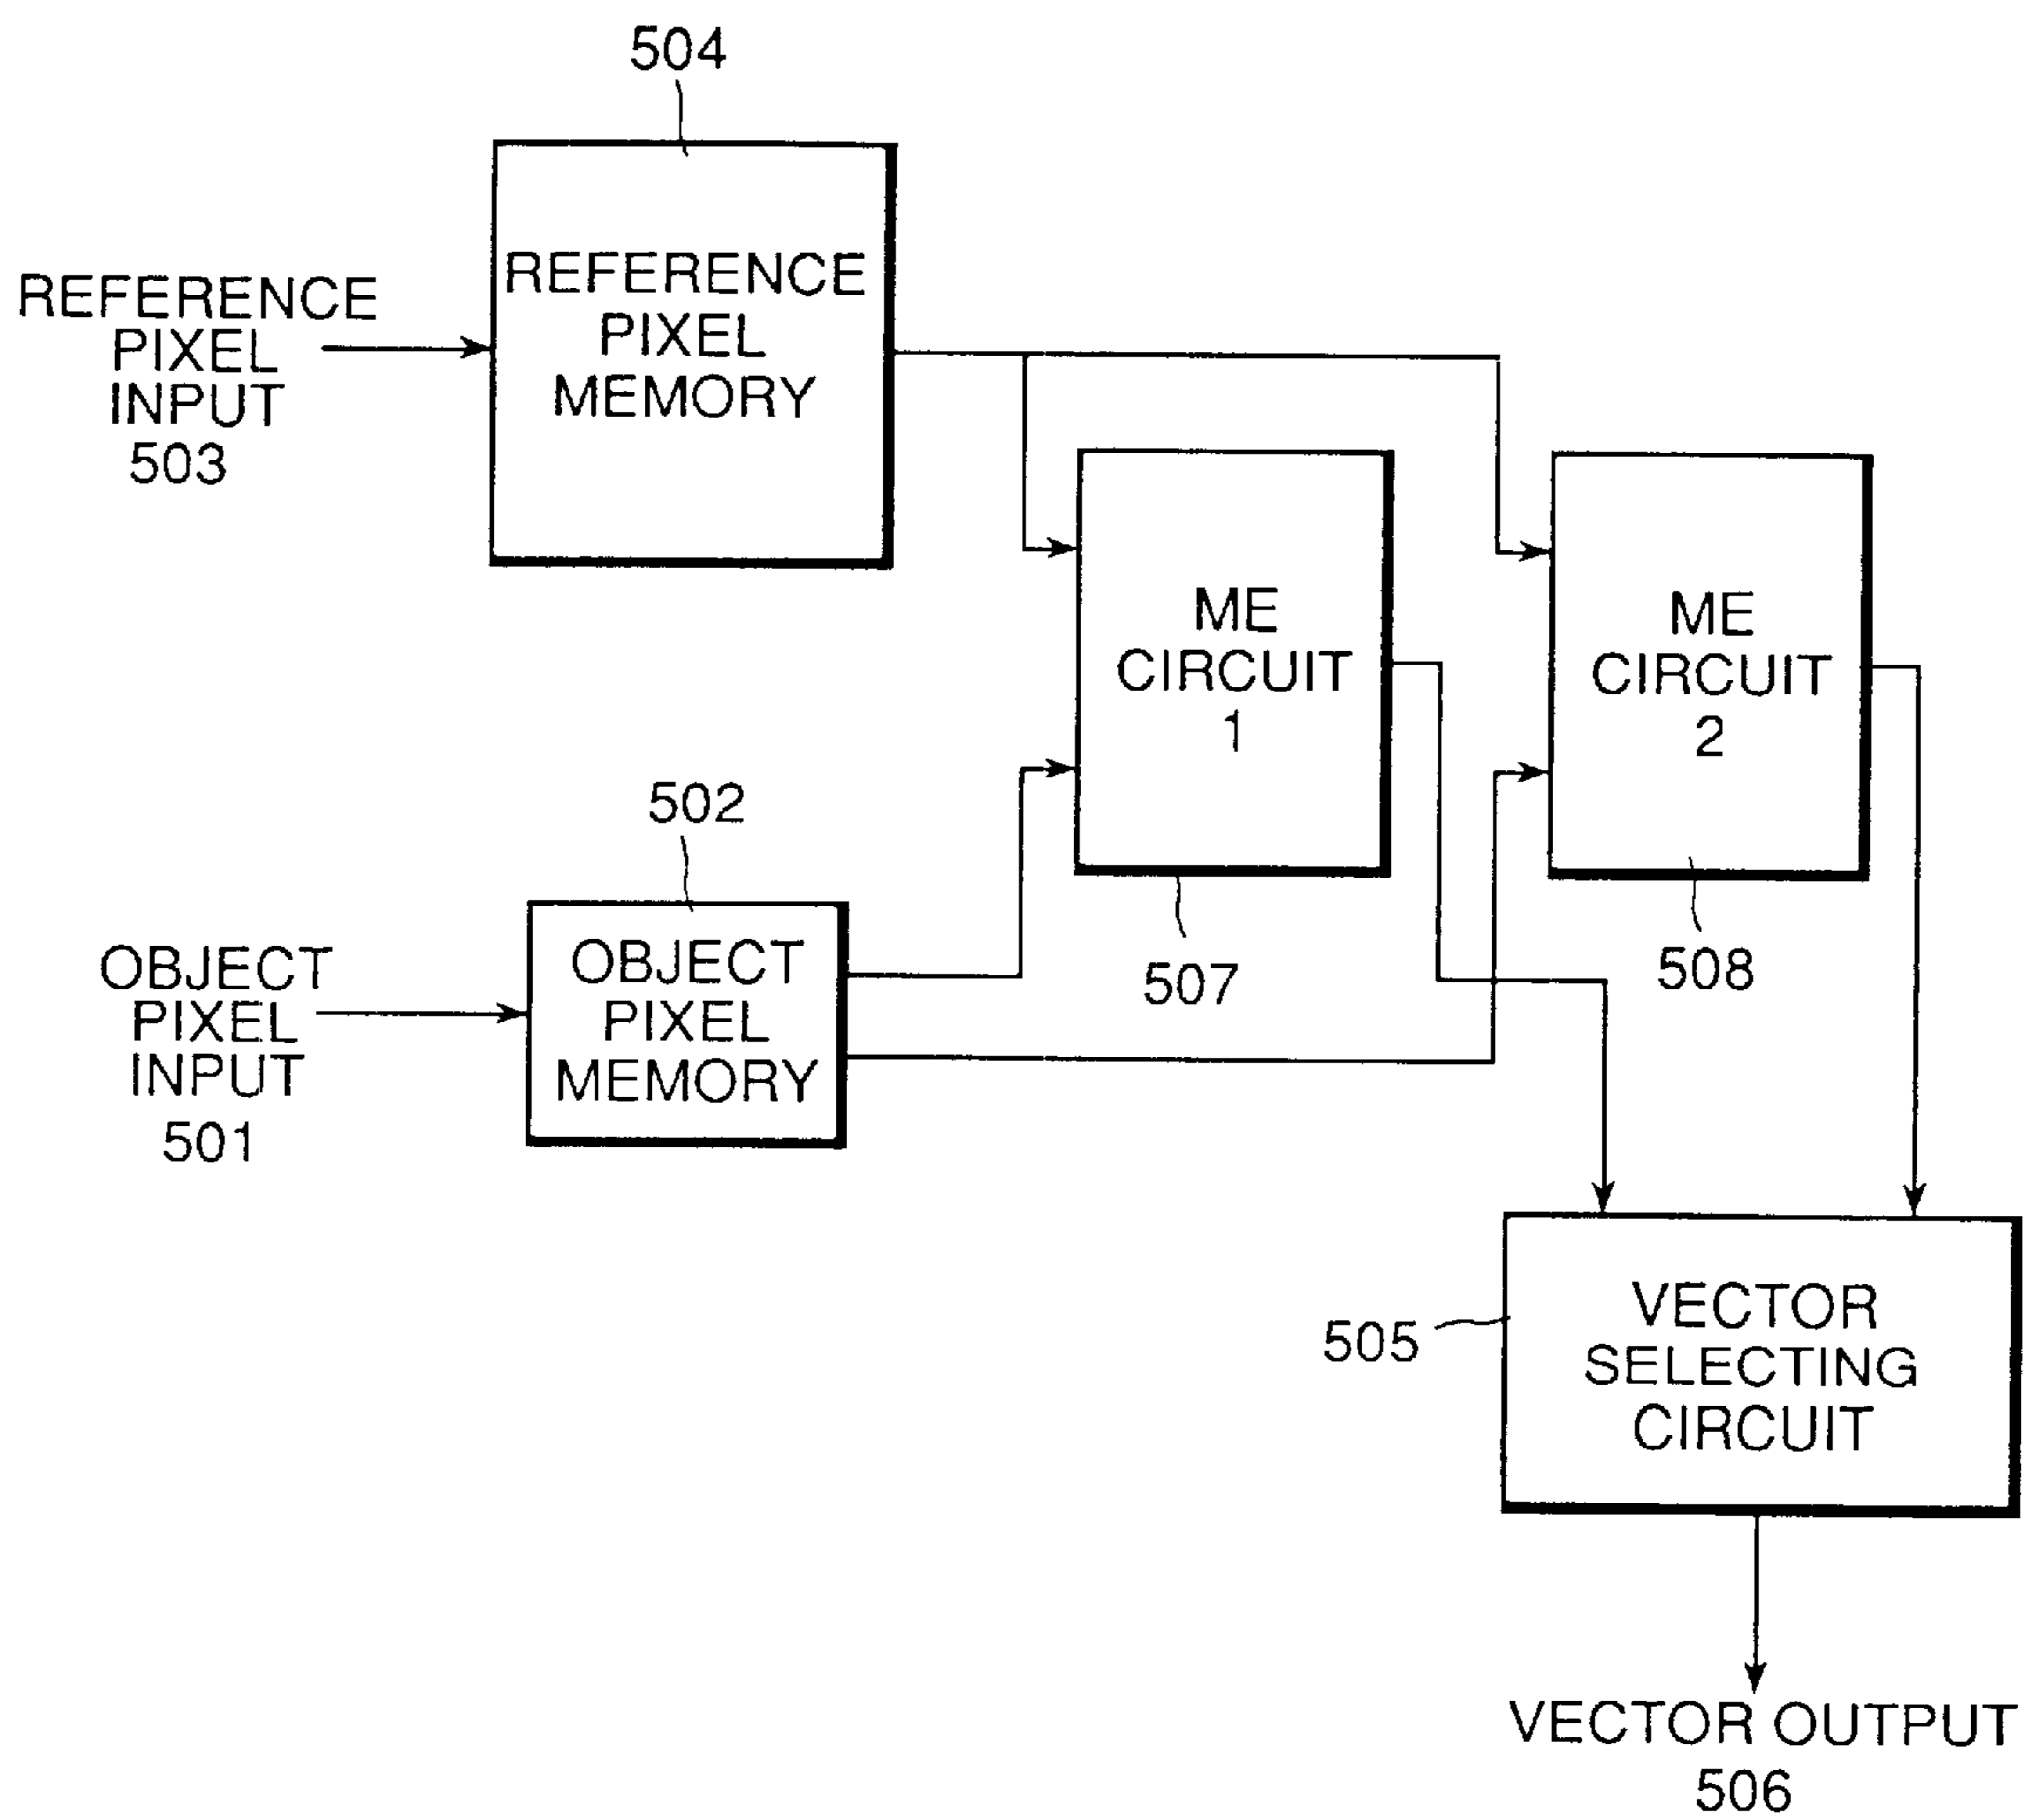 504
REFERENCE
PIXEL
INPUT
503
REFERENCE
PIXEL
MEMORY
ME
CIRCUIT
1
ME
CIRCUIT
2
502
507
508
OBJECT
PIXEL
INPUT
501
OBJECT
PIXEL
MEMORY
505
VECTOR
SELECTING
CIRCUIT
VECTOR OUTPUT
506